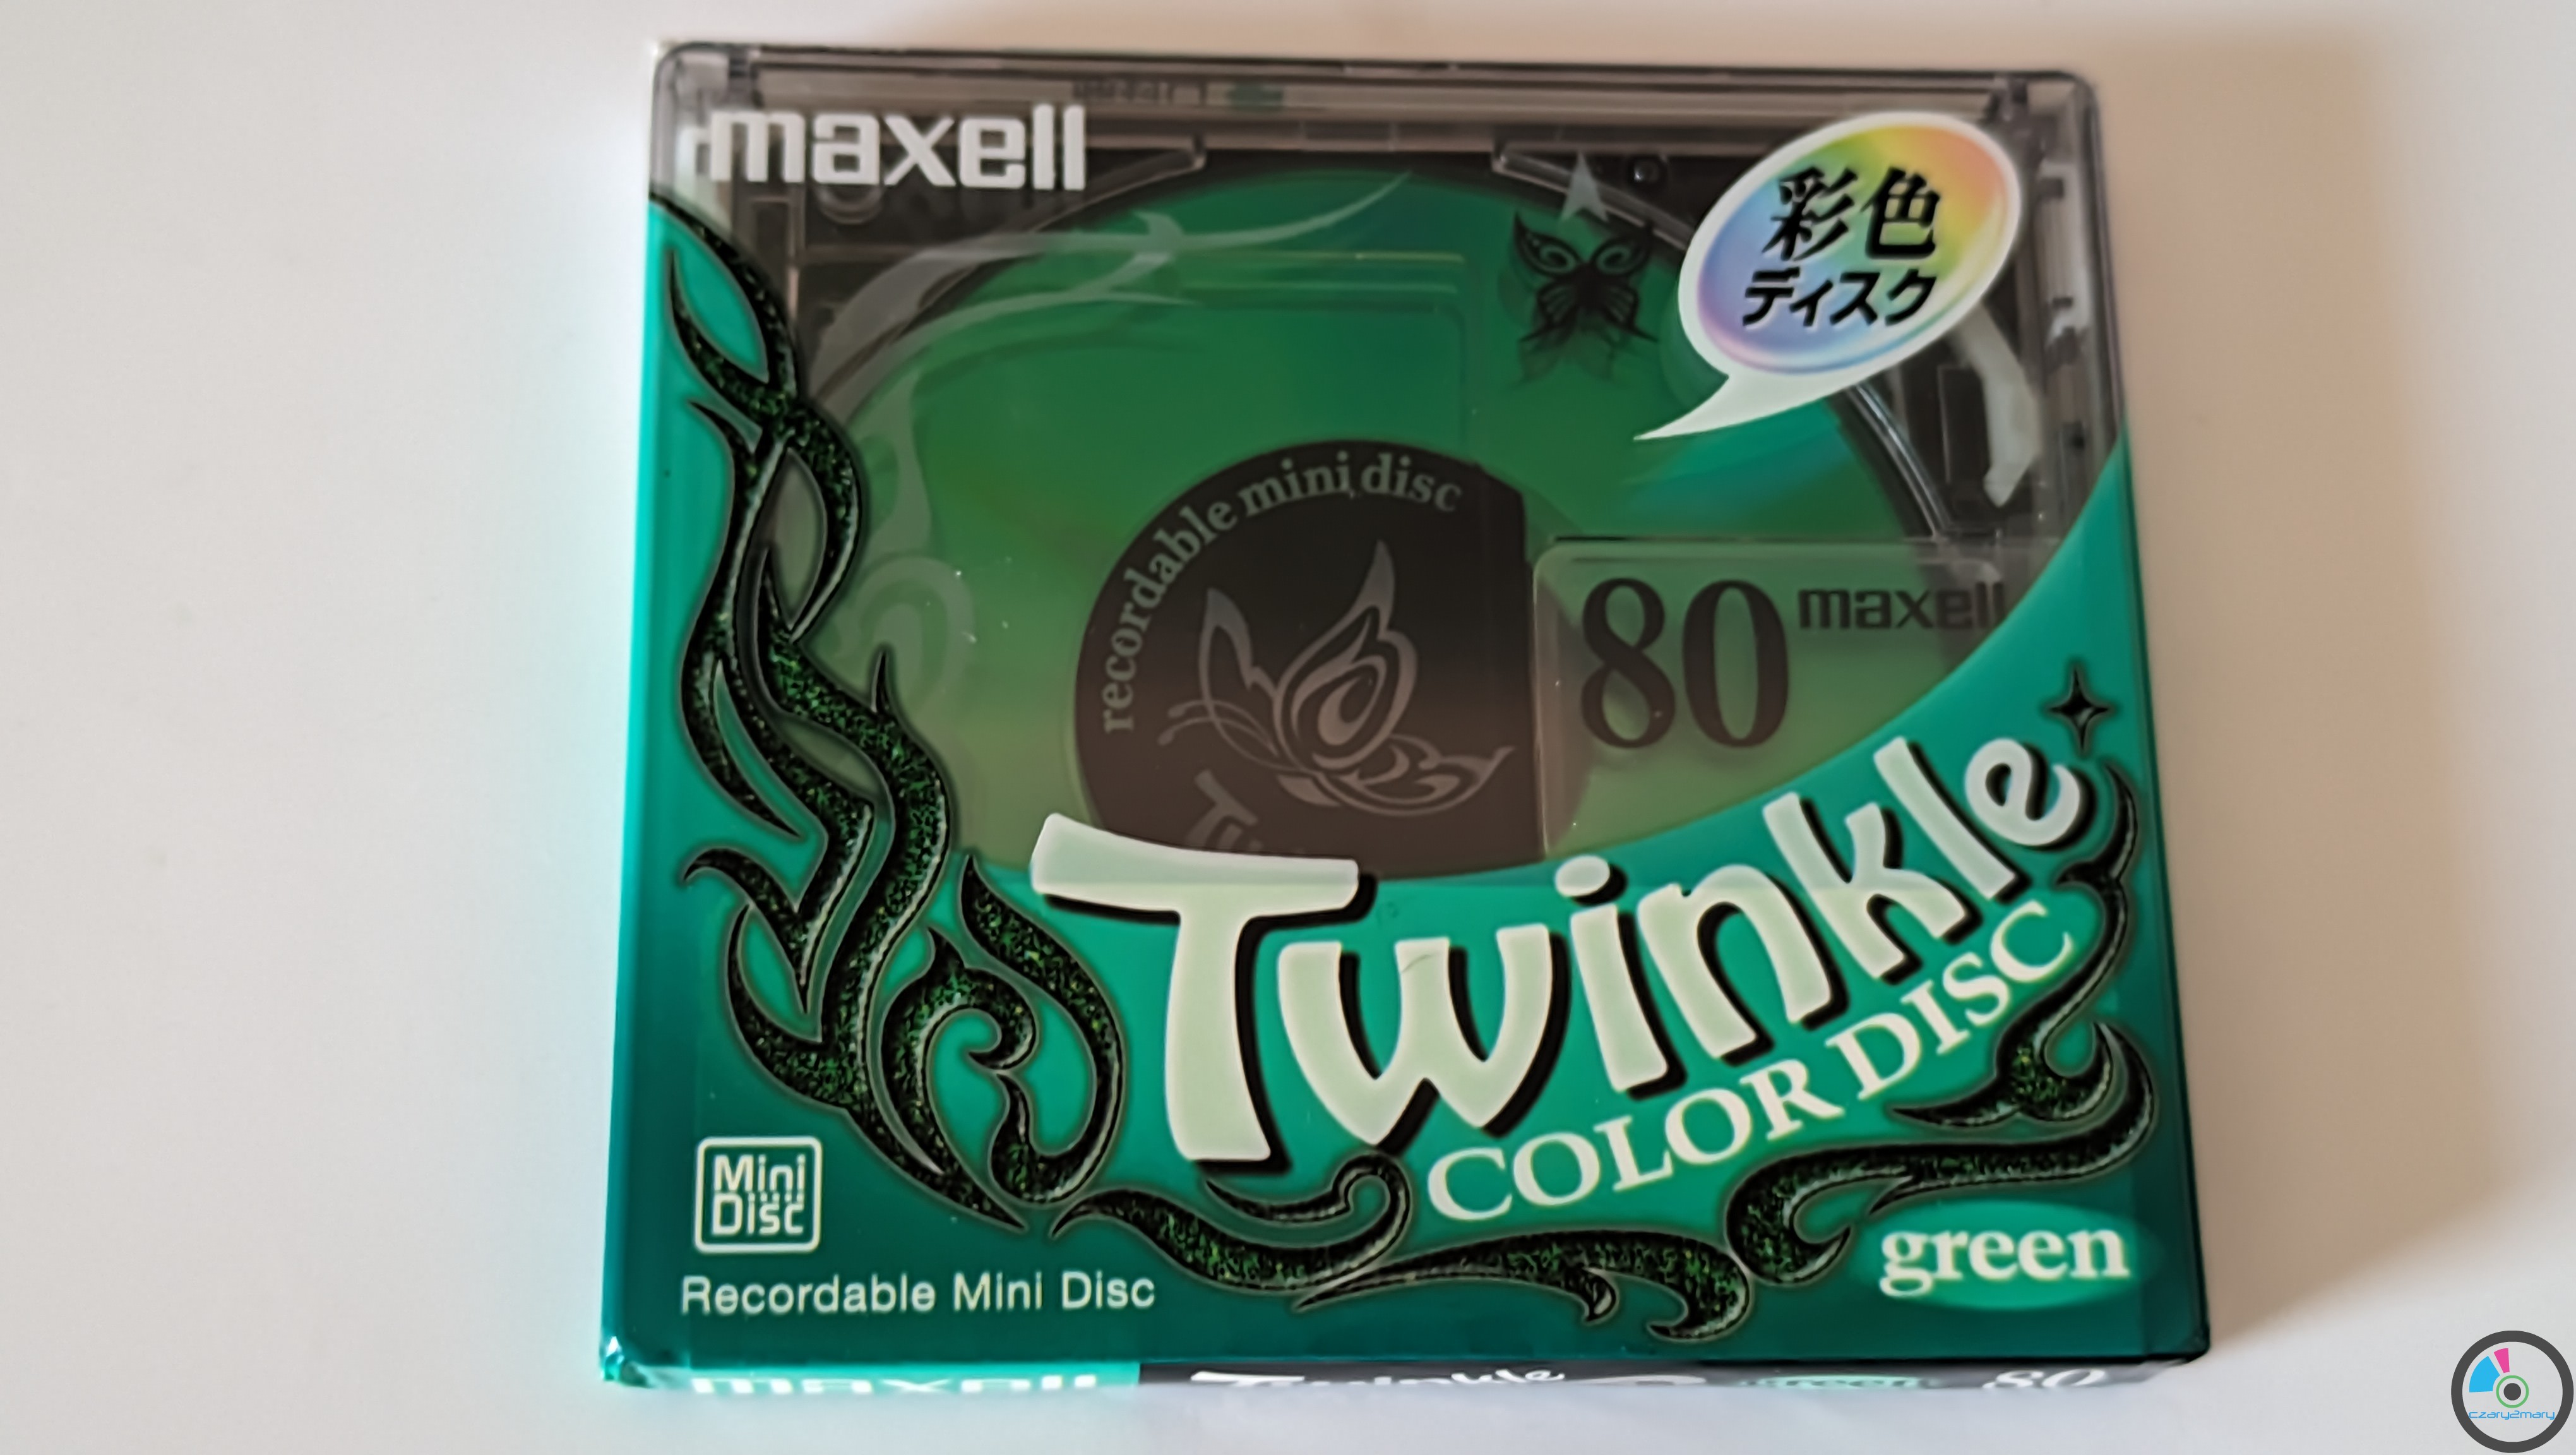 maxell
彩色
ディスク
recordable mini disc
80 maxell
Twinkle
COLOR DISC
Mini
Disc
green
Recordable Mini Disc
maxell Twinkle green 80
czary2mary